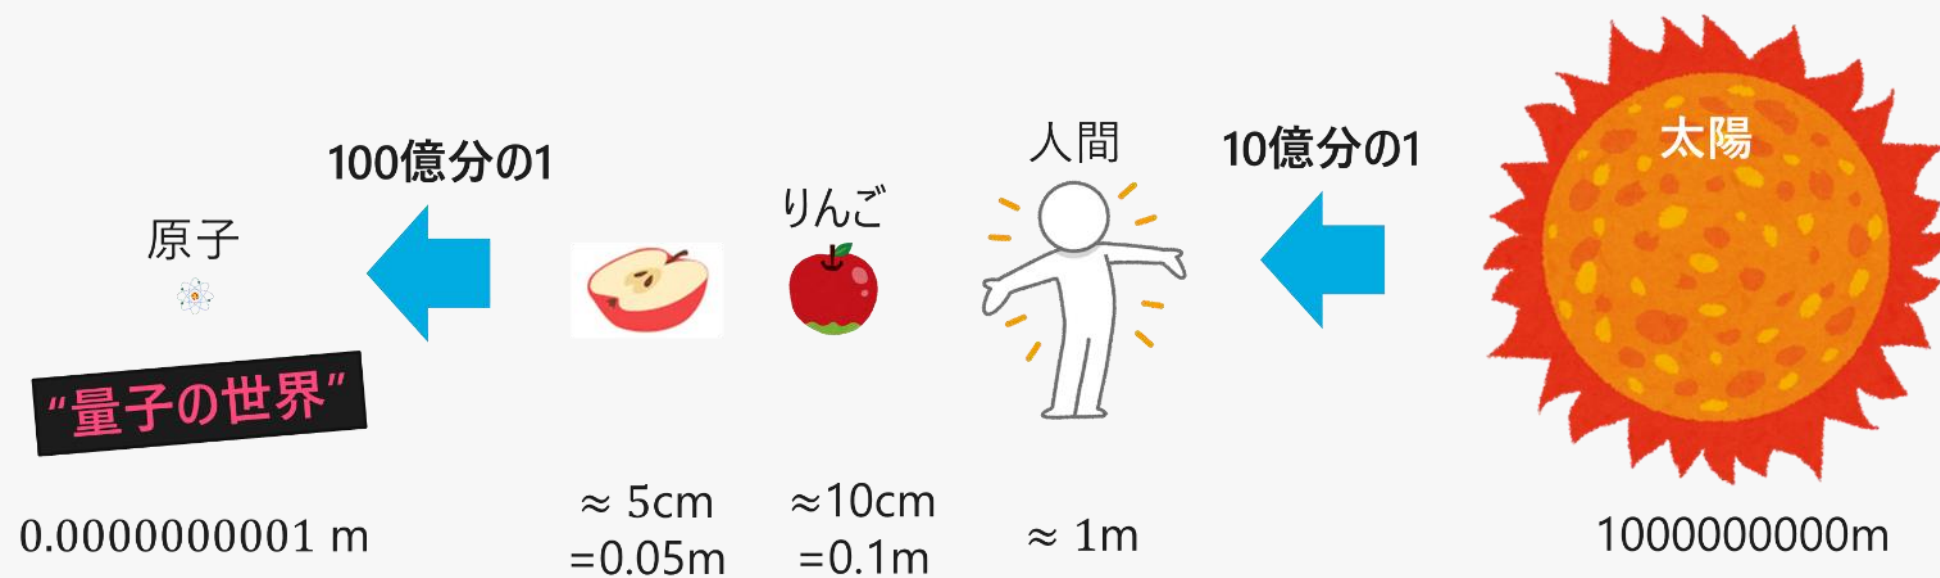 原子
“量子の世界”
0.0000000001 m
100億分の1
≈ 5cm
=0.05m
りんご
≈10cm
=0.1m
人間
≈ 1m
10億分の1
太陽
1000000000m